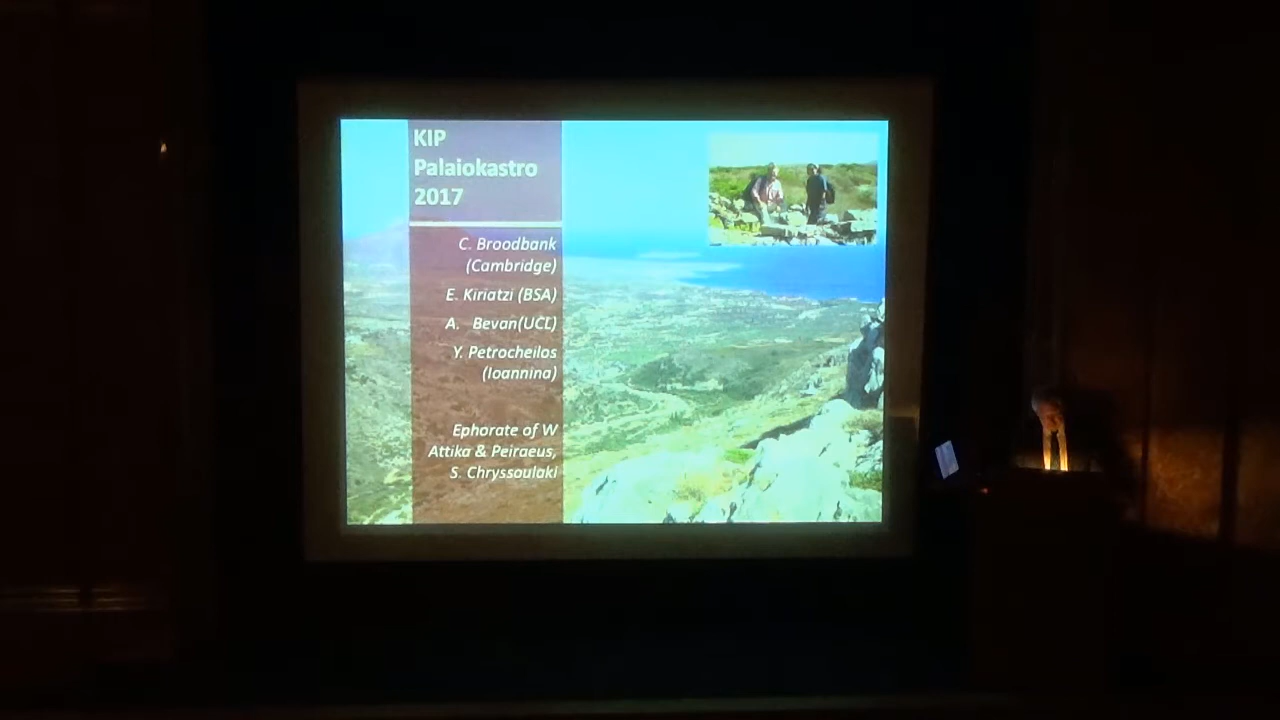 KIP
Palaiokastro
2017
C. Broodbank
(Cambridge)
E. Kiriatzi (BSA)
A. Bevan(UCL)
Y. Petrocheilos
(Ioannina)
Ephorate of W
Attika & Peiraeus,
S. Chryssoulaki